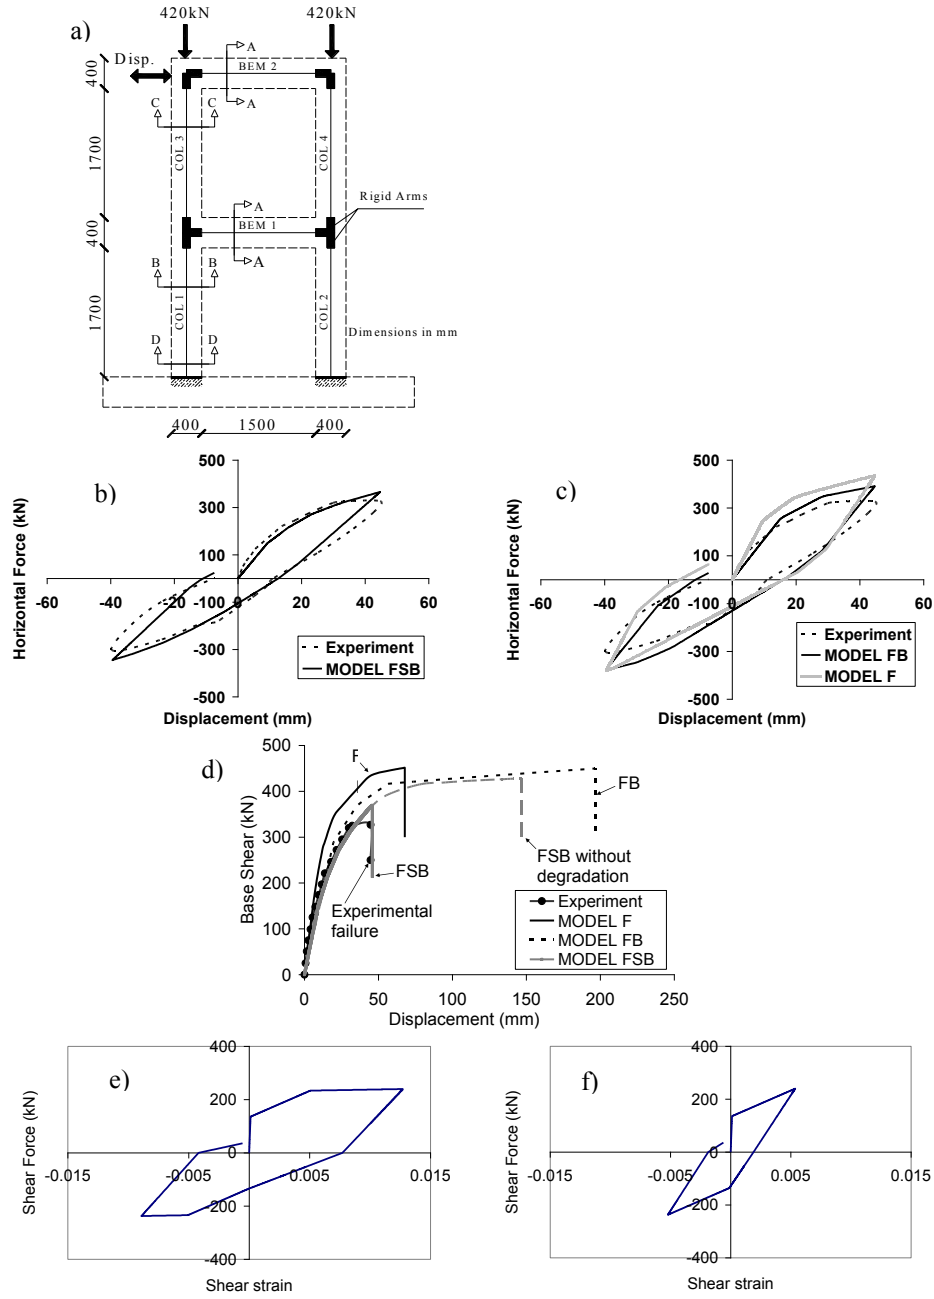 a)
420kN 420kN
Disp.
A
BEM 2
A
400
C C
COL 3
COL 4
1700
Rigid Arms
A
BEM 1
A
400
B B
COL 1
COL 2
1700
Dimensions in mm
D D
400 1500 400
b)
Horizontal Force (kN)
500
300
100
-100
-300
-500
-60 -40 -20 0 20 40 60
Experiment
MODEL FSB
Displacement (mm)
c)
Horizontal Force (kN)
500
300
100
-100
-300
-500
-60 -40 -20 0 20 40 60
Experiment
MODEL FB
MODEL F
Displacement (mm)
d)
Base Shear (kN)
500
400
300
200
100
0
F
FB
FSB
FSB without
degradation
Experimental
failure
Experiment
MODEL F
MODEL FB
MODEL FSB
0 50 100 150 200 250
Displacement (mm)
e)
Shear Force (kN)
400
200
0
-200
-400
-0.015 -0.005 0.005 0.015
Shear strain
f)
Shear Force (kN)
400
200
0
-200
-400
-0.015 -0.005 0.005 0.015
Shear strain